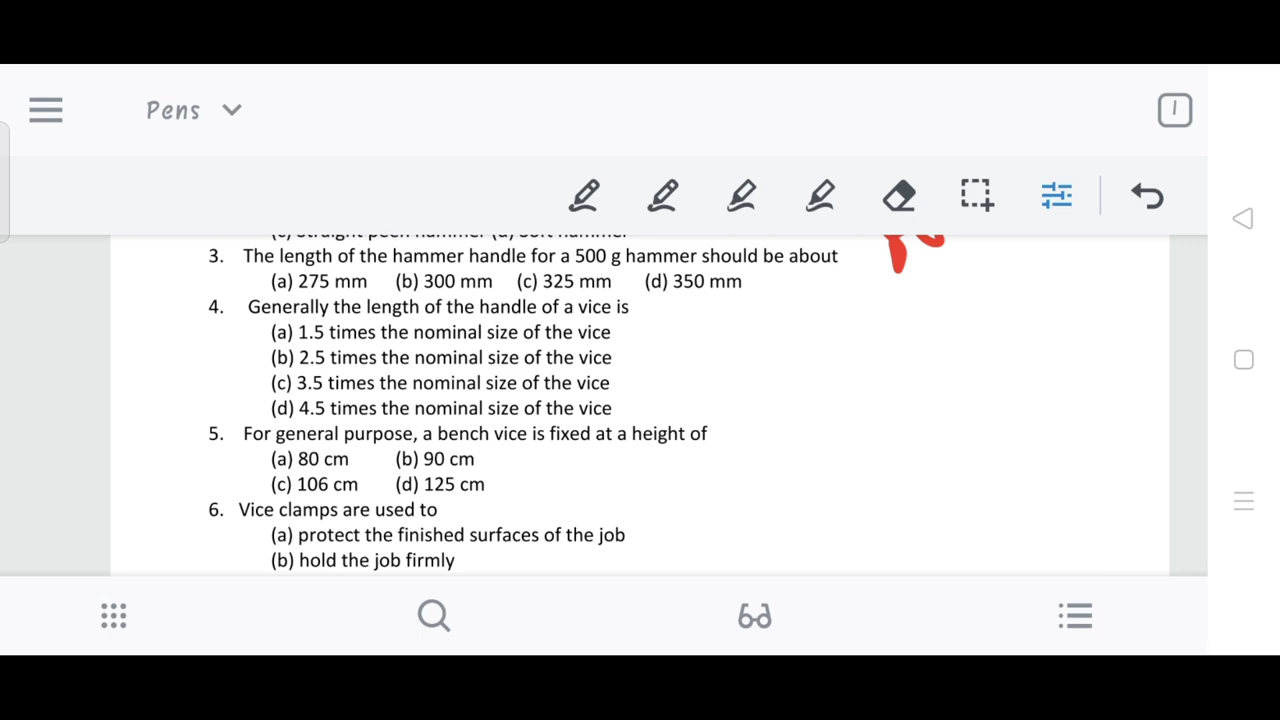 Pens
(c) Straight peen hammer (d) Soft hammer
3. The length of the hammer handle for a 500 g hammer should be about
(a) 275 mm (b) 300 mm (c) 325 mm (d) 350 mm
4. Generally the length of the handle of a vice is
(a) 1.5 times the nominal size of the vice
(b) 2.5 times the nominal size of the vice
(c) 3.5 times the nominal size of the vice
(d) 4.5 times the nominal size of the vice
5. For general purpose, a bench vice is fixed at a height of
(a) 80 cm (b) 90 cm
(c) 106 cm (d) 125 cm
6. Vice clamps are used to
(a) protect the finished surfaces of the job
(b) hold the job firmly